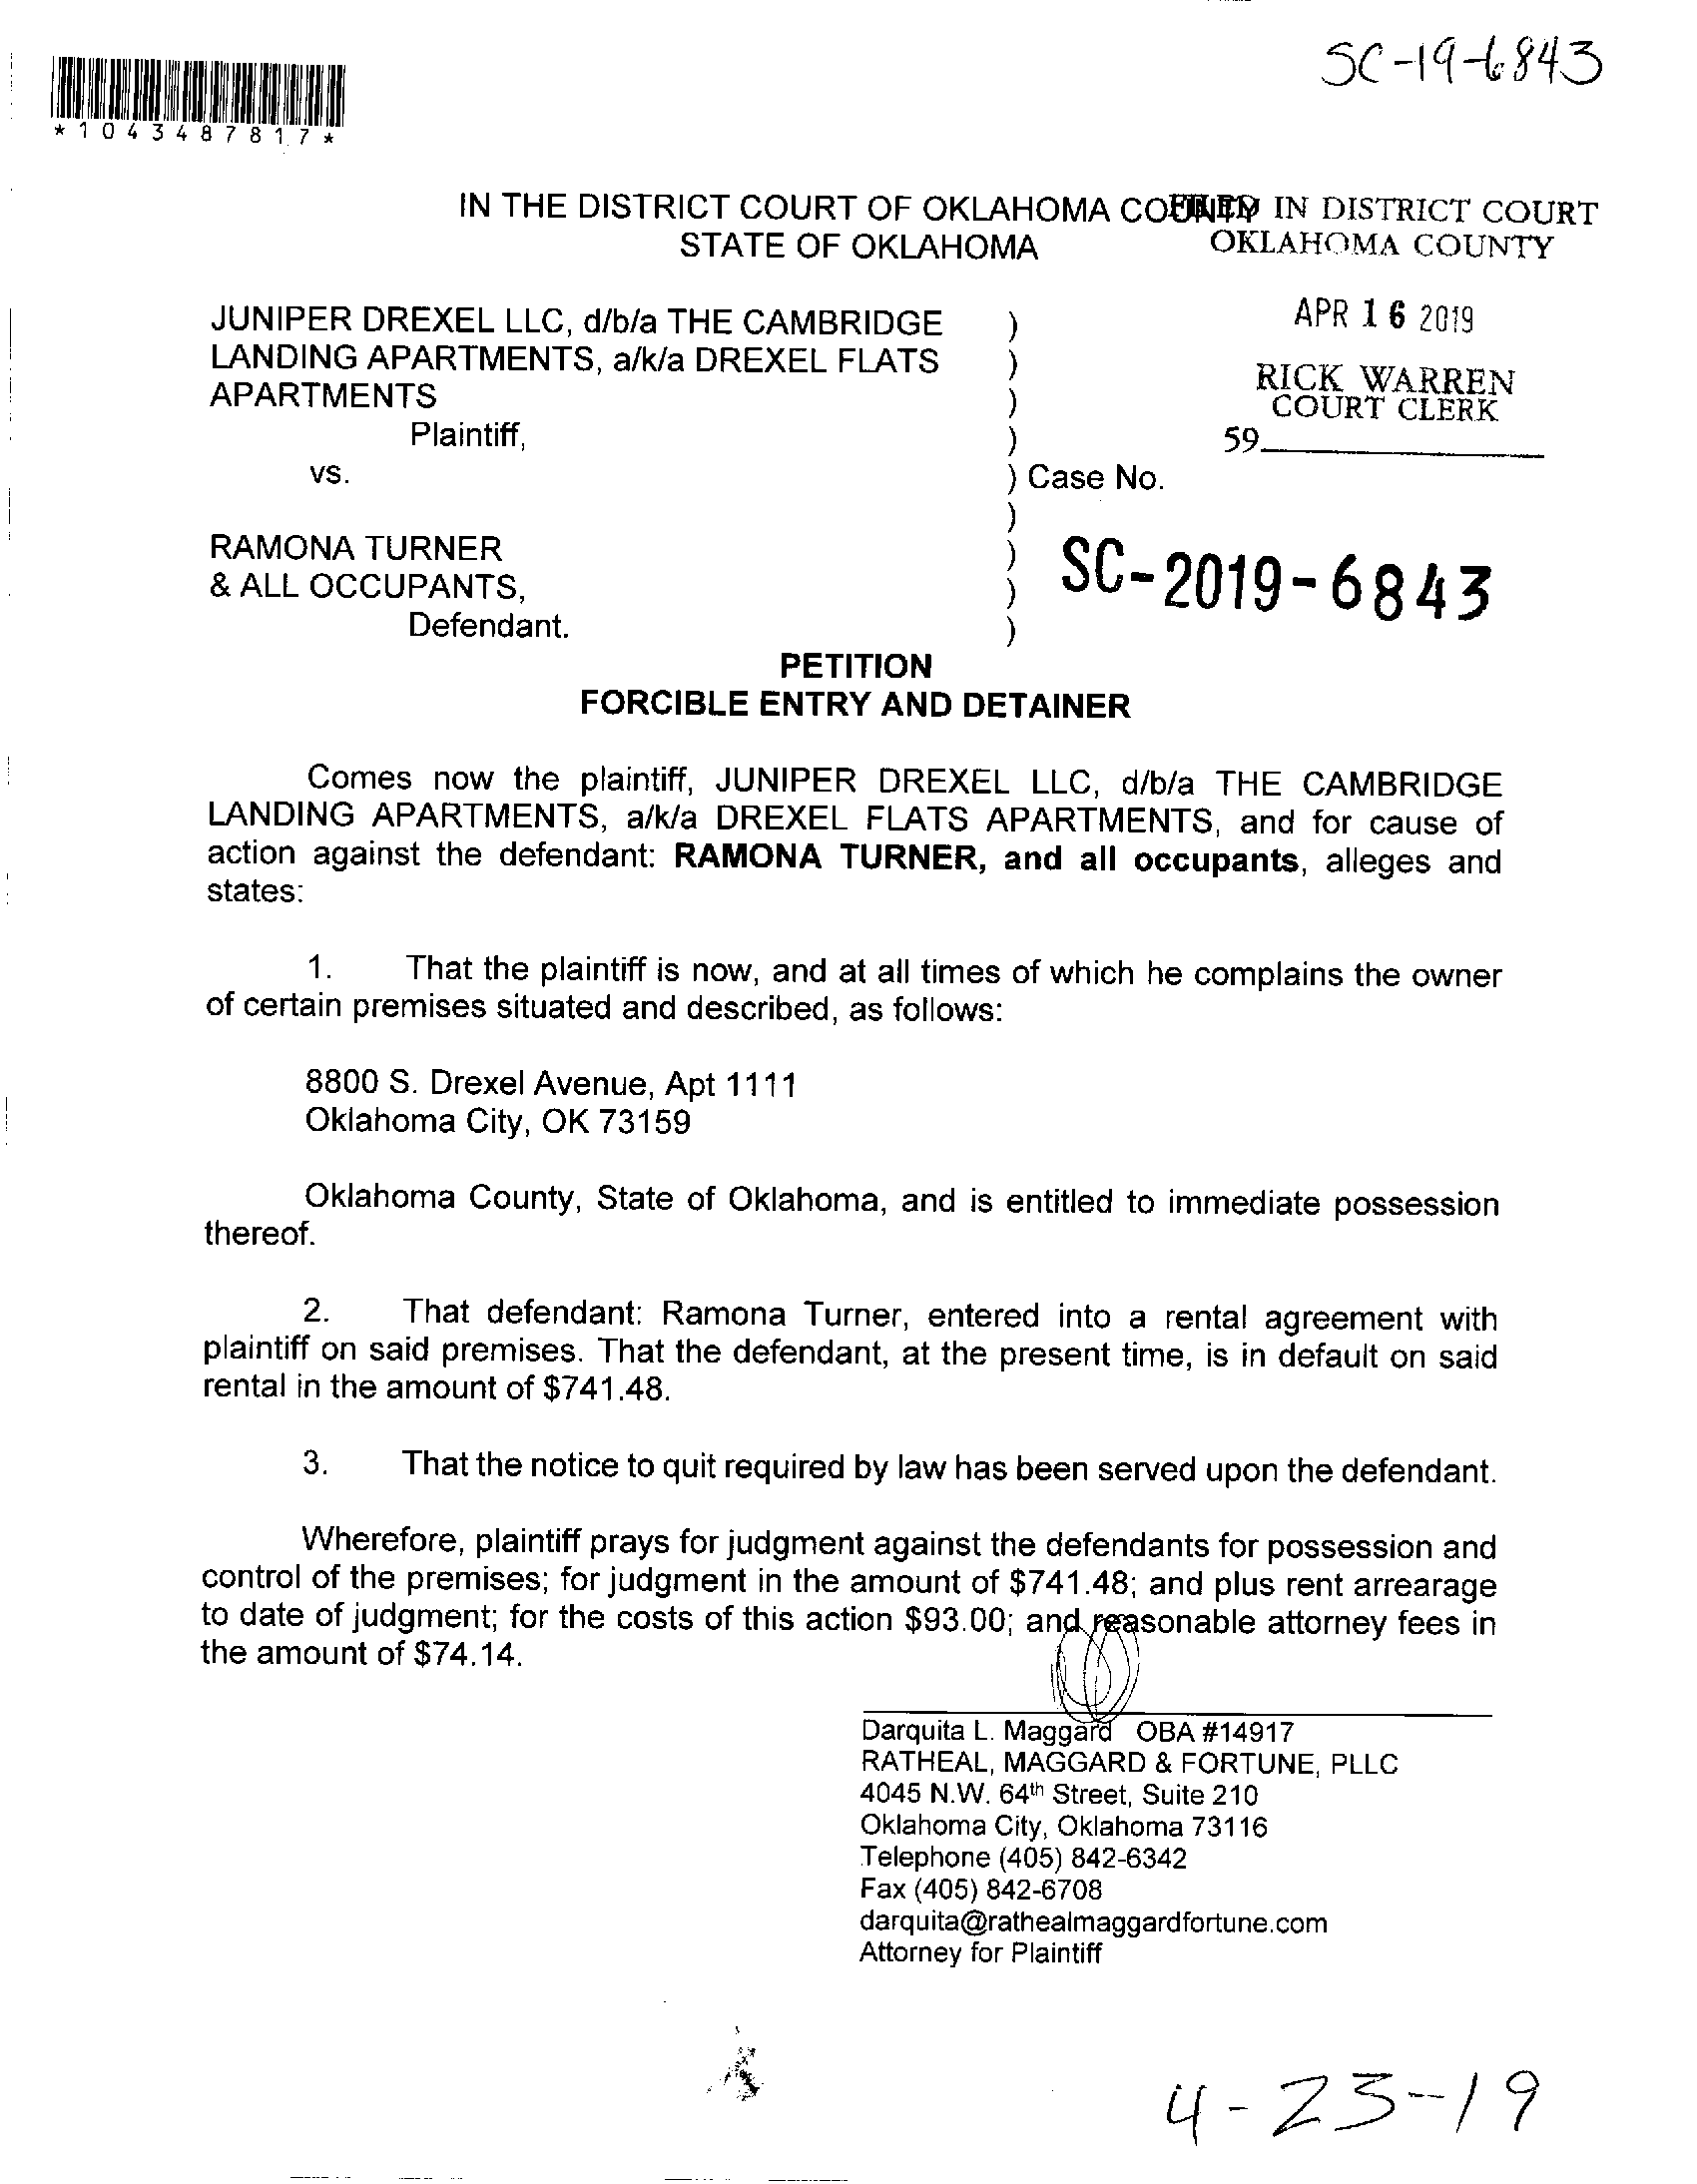 SC-19-6843
*1043487817*
IN THE DISTRICT COURT OF OKLAHOMA COUNTY
FILED IN DISTRICT COURT
STATE OF OKLAHOMA
OKLAHOMA COUNTY
JUNIPER DREXEL LLC, d/b/a THE CAMBRIDGE )
LANDING APARTMENTS, a/k/a DREXEL FLATS )
APARTMENTS )
Plaintiff, )
APR 16 2019
RICK WARREN
COURT CLERK
59
vs. ) Case No.
)
RAMONA TURNER )
& ALL OCCUPANTS, )
Defendant. )
SC-2019-6843
PETITION
FORCIBLE ENTRY AND DETAINER
Comes now the plaintiff, JUNIPER DREXEL LLC, d/b/a THE CAMBRIDGE
LANDING APARTMENTS, a/k/a DREXEL FLATS APARTMENTS, and for cause of
action against the defendant: RAMONA TURNER, and all occupants, alleges and
states:
1. That the plaintiff is now, and at all times of which he complains the owner
of certain premises situated and described, as follows:
8800 S. Drexel Avenue, Apt 1111
Oklahoma City, OK 73159
Oklahoma County, State of Oklahoma, and is entitled to immediate possession
thereof.
2. That defendant: Ramona Turner, entered into a rental agreement with
plaintiff on said premises. That the defendant, at the present time, is in default on said
rental in the amount of $741.48.
3. That the notice to quit required by law has been served upon the defendant.
Wherefore, plaintiff prays for judgment against the defendants for possession and
control of the premises; for judgment in the amount of $741.48; and plus rent arrearage
to date of judgment; for the costs of this action $93.00; and reasonable attorney fees in
the amount of $74.14.
Darquita L. Maggard OBA #14917
RATHEAL, MAGGARD & FORTUNE, PLLC
4045 N.W. 64th Street, Suite 210
Oklahoma City, Oklahoma 73116
Telephone (405) 842-6342
Fax (405) 842-6708
darquita@rathealmaggardfortune.com
Attorney for Plaintiff
4-23-19